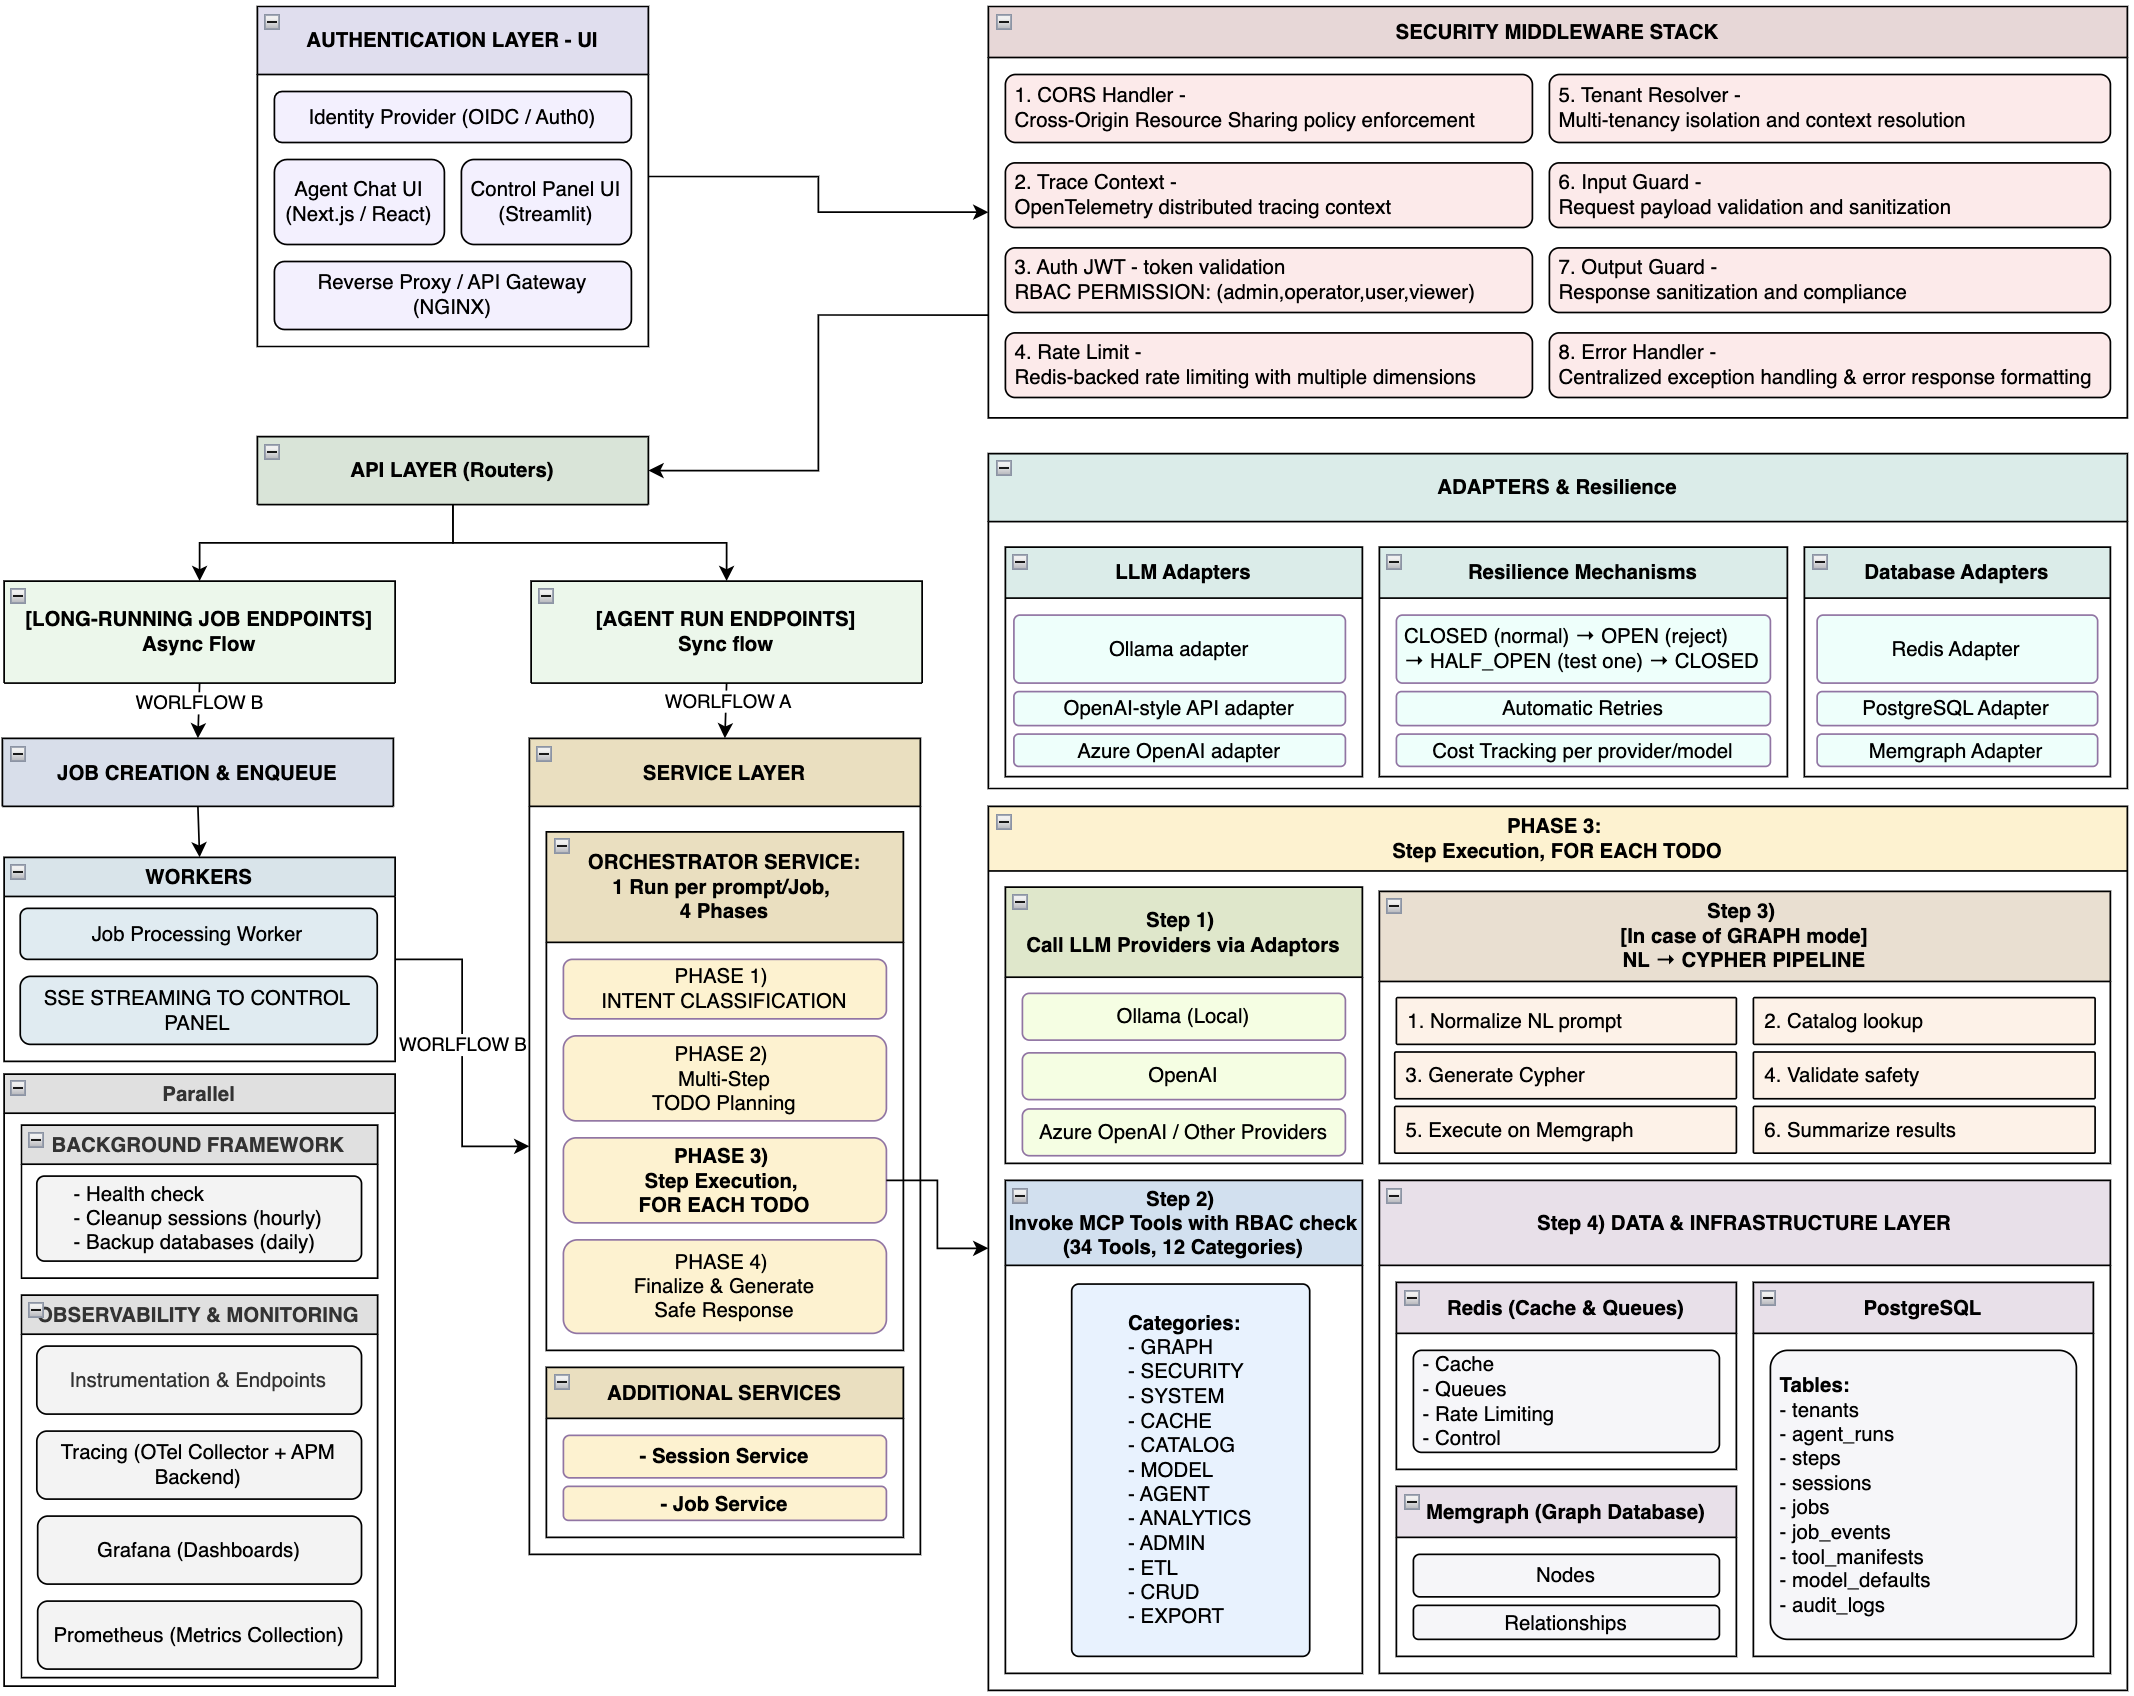 AUTHENTICATION LAYER - UI
Identity Provider (OIDC / Auth0)
Agent Chat UI
(Next.js / React)
Control Panel UI
(Streamlit)
Reverse Proxy / API Gateway
(NGINX)
SECURITY MIDDLEWARE STACK
1. CORS Handler -
Cross-Origin Resource Sharing policy enforcement
2. Trace Context -
OpenTelemetry distributed tracing context
3. Auth JWT - token validation
RBAC PERMISSION: (admin,operator,user,viewer)
4. Rate Limit -
Redis-backed rate limiting with multiple dimensions
5. Tenant Resolver -
Multi-tenancy isolation and context resolution
6. Input Guard -
Request payload validation and sanitization
7. Output Guard -
Response sanitization and compliance
8. Error Handler -
Centralized exception handling & error response formatting
API LAYER (Routers)
[LONG-RUNNING JOB ENDPOINTS]
Async Flow
[AGENT RUN ENDPOINTS]
Sync flow
WORLFLOW B
WORLFLOW A
JOB CREATION & ENQUEUE
WORKERS
Job Processing Worker
SSE STREAMING TO CONTROL
PANEL
WORLFLOW B
Parallel
BACKGROUND FRAMEWORK
- Health check
- Cleanup sessions (hourly)
- Backup databases (daily)
OBSERVABILITY & MONITORING
Instrumentation & Endpoints
Tracing (OTel Collector + APM
Backend)
Grafana (Dashboards)
Prometheus (Metrics Collection)
SERVICE LAYER
ORCHESTRATOR SERVICE:
1 Run per prompt/Job,
4 Phases
PHASE 1)
INTENT CLASSIFICATION
PHASE 2)
Multi-Step
TODO Planning
PHASE 3)
Step Execution,
FOR EACH TODO
PHASE 4)
Finalize & Generate
Safe Response
ADDITIONAL SERVICES
- Session Service
- Job Service
ADAPTERS & Resilience
LLM Adapters
Ollama adapter
OpenAI-style API adapter
Azure OpenAI adapter
Resilience Mechanisms
CLOSED (normal) → OPEN (reject)
→ HALF_OPEN (test one) → CLOSED
Automatic Retries
Cost Tracking per provider/model
Database Adapters
Redis Adapter
PostgreSQL Adapter
Memgraph Adapter
PHASE 3:
Step Execution, FOR EACH TODO
Step 1)
Call LLM Providers via Adaptors
Ollama (Local)
OpenAI
Azure OpenAI / Other Providers
Step 3)
[In case of GRAPH mode]
NL → CYPHER PIPELINE
1. Normalize NL prompt
2. Catalog lookup
3. Generate Cypher
4. Validate safety
5. Execute on Memgraph
6. Summarize results
Step 2)
Invoke MCP Tools with RBAC check
(34 Tools, 12 Categories)
Categories:
- GRAPH
- SECURITY
- SYSTEM
- CACHE
- CATALOG
- MODEL
- AGENT
- ANALYTICS
- ADMIN
- ETL
- CRUD
- EXPORT
Step 4) DATA & INFRASTRUCTURE LAYER
Redis (Cache & Queues)
- Cache
- Queues
- Rate Limiting
- Control
Memgraph (Graph Database)
Nodes
Relationships
PostgreSQL
Tables:
- tenants
- agent_runs
- steps
- sessions
- jobs
- job_events
- tool_manifests
- model_defaults
- audit_logs